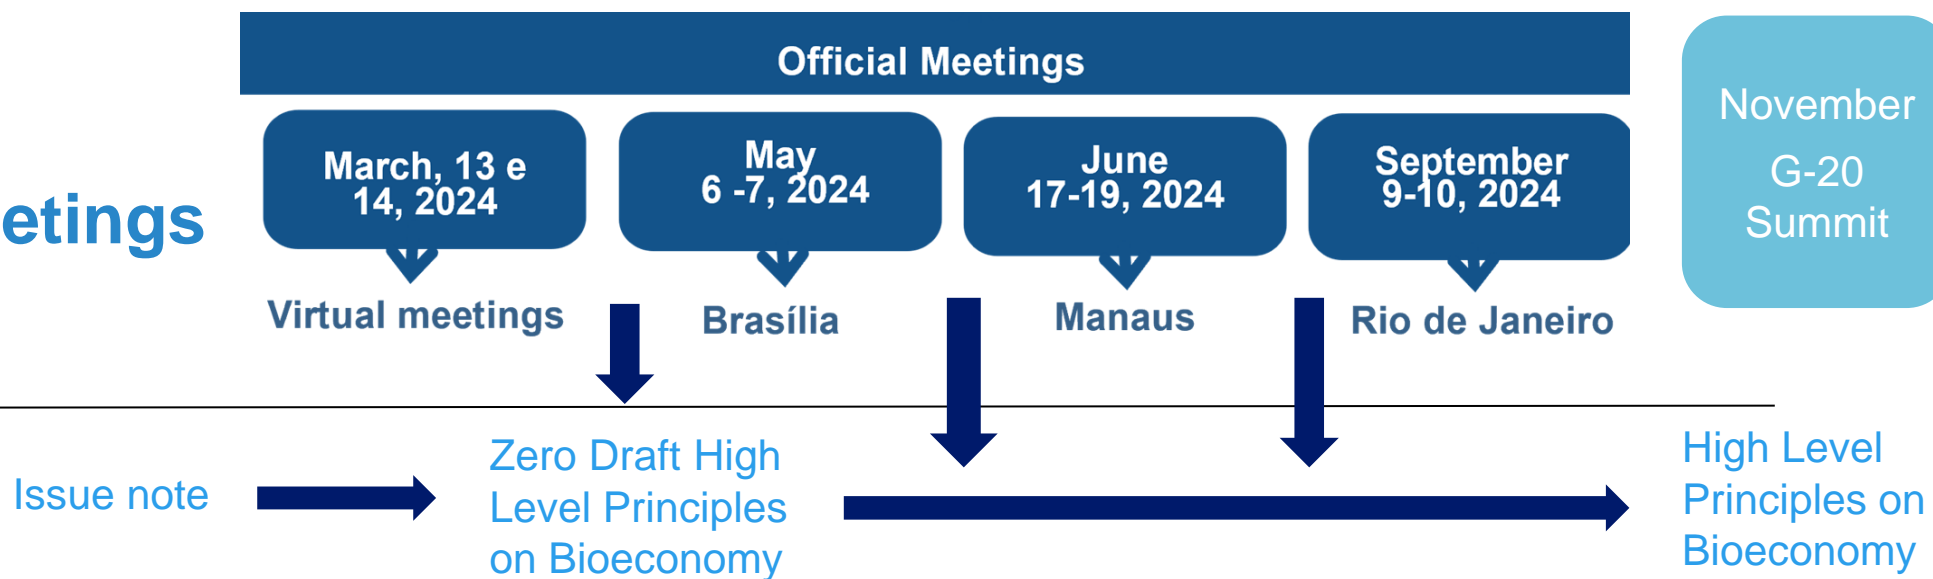 Official Meetings
March, 13 e
14, 2024
May
6 -7, 2024
June
17-19, 2024
September
9-10, 2024
November
G-20
Summit
etings
Virtual meetings
Brasília
Manaus
Rio de Janeiro
Issue note
Zero Draft High
Level Principles
on Bioeconomy
High Level
Principles on
Bioeconomy